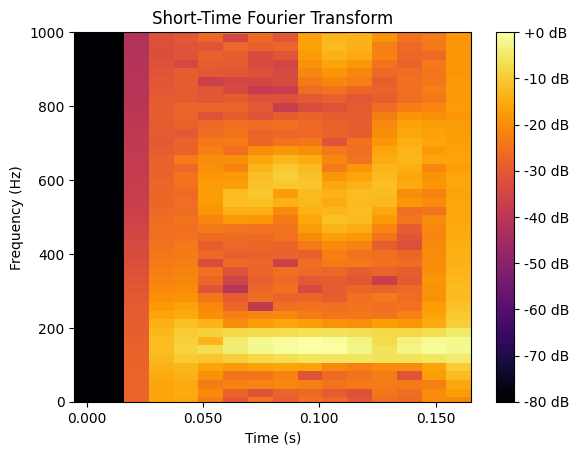 Short-Time Fourier Transform
1000
800
600
400
200
0
Frequency (Hz)
0.000
0.050
0.100
0.150
Time (s)
+0 dB
-10 dB
-20 dB
-30 dB
-40 dB
-50 dB
-60 dB
-70 dB
-80 dB